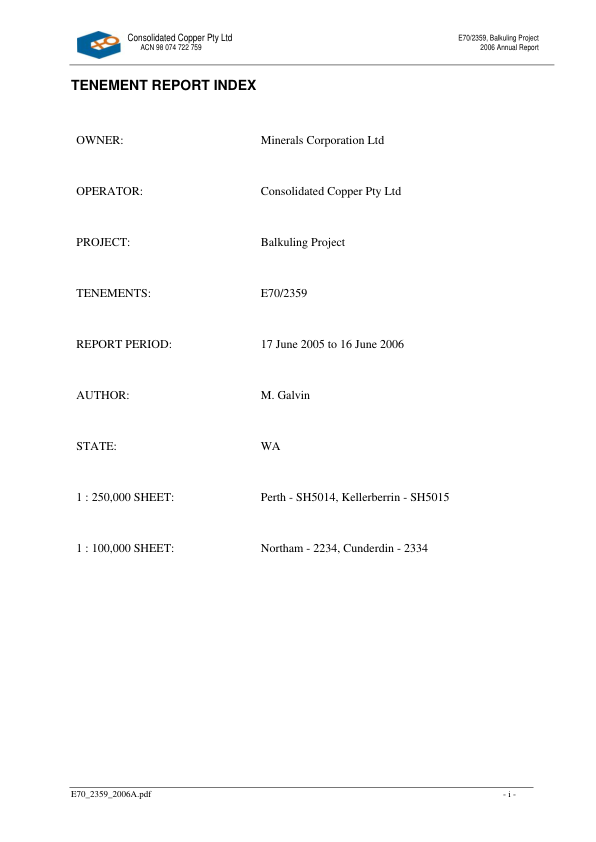 Consolidated Copper Pty Ltd
ACN 98 074 722 759
E70/2359, Balkuling Project
2006 Annual Report
TENEMENT REPORT INDEX
OWNER: Minerals Corporation Ltd
OPERATOR: Consolidated Copper Pty Ltd
PROJECT: Balkuling Project
TENEMENTS: E70/2359
REPORT PERIOD: 17 June 2005 to 16 June 2006
AUTHOR: M. Galvin
STATE: WA
1 : 250,000 SHEET: Perth - SH5014, Kellerberrin - SH5015
1 : 100,000 SHEET: Northam - 2234, Cunderdin - 2334
E70_2359_2006A.pdf - i -